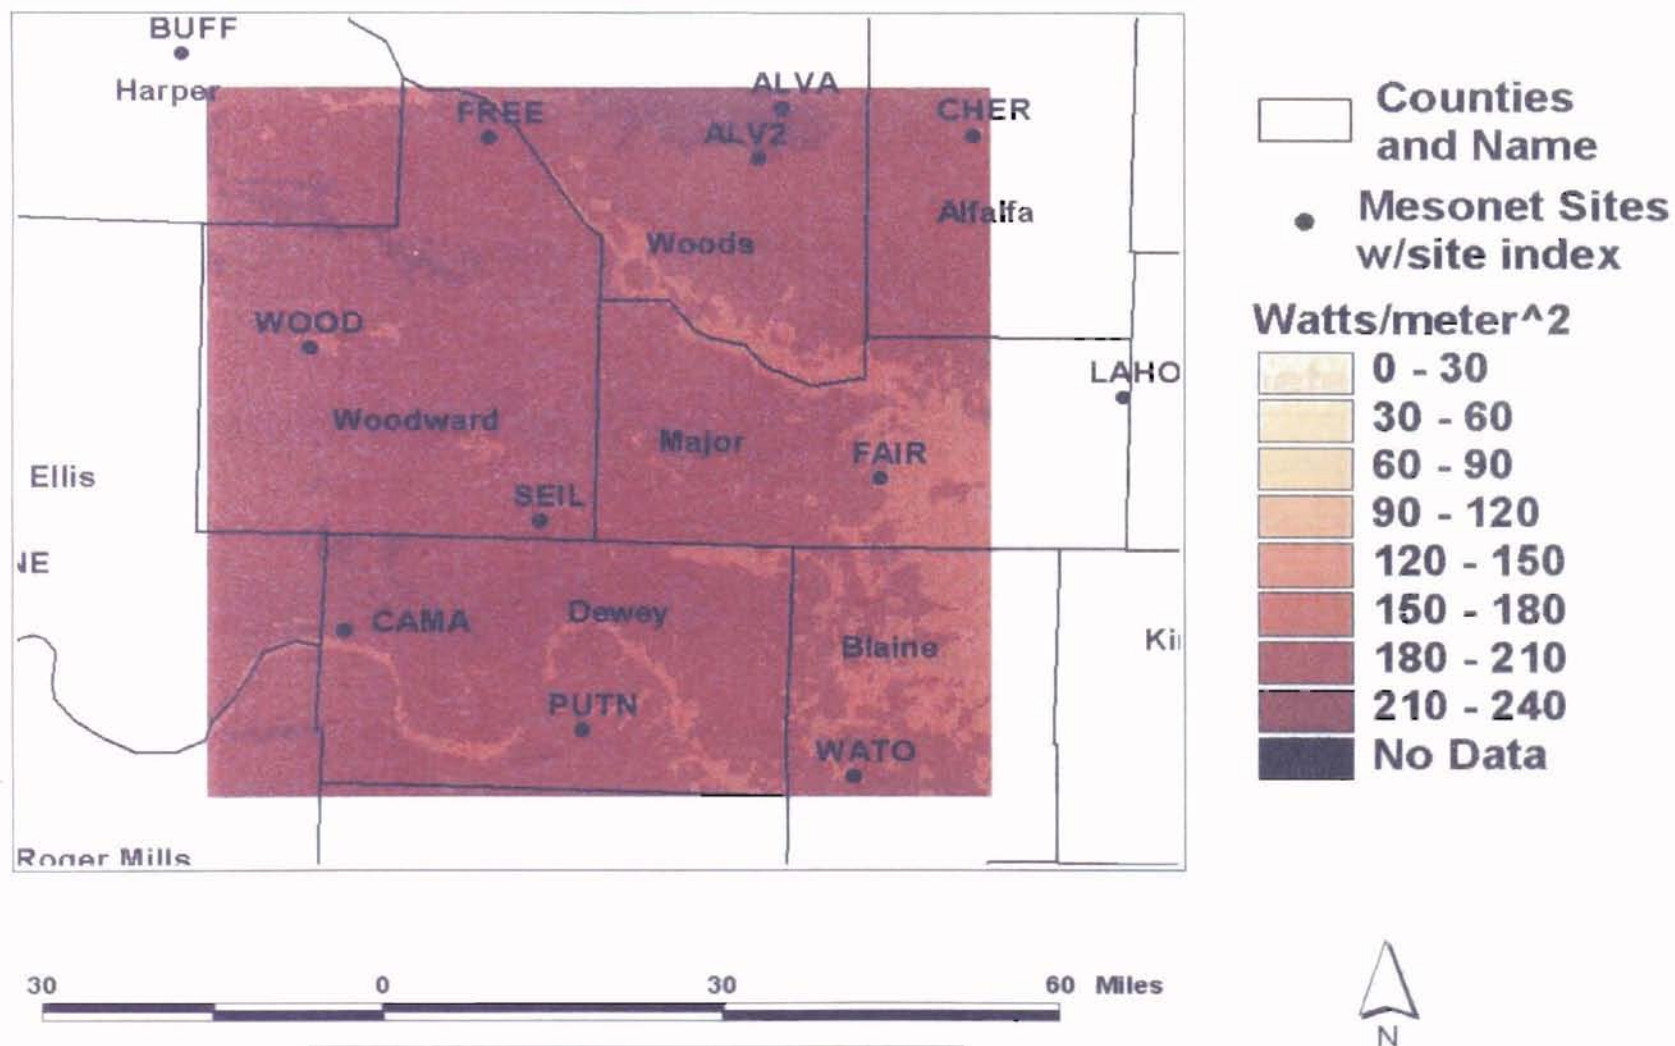 BUFF
Harper
FREE
ALVA
ALV2
CHER
Alfalfa
Woods
WOOD
Woodward
Major
FAIR
LAHO
Ellis
SEIL
NE
CAMA
Dewey
Blaine
Ki
PUTN
WATO
Roger Mills
Counties
and Name
Mesonet Sites
w/site index
Watts/meter^2
0 - 30
30 - 60
60 - 90
90 - 120
120 - 150
150 - 180
180 - 210
210 - 240
No Data
30 0 30 60 Miles
N